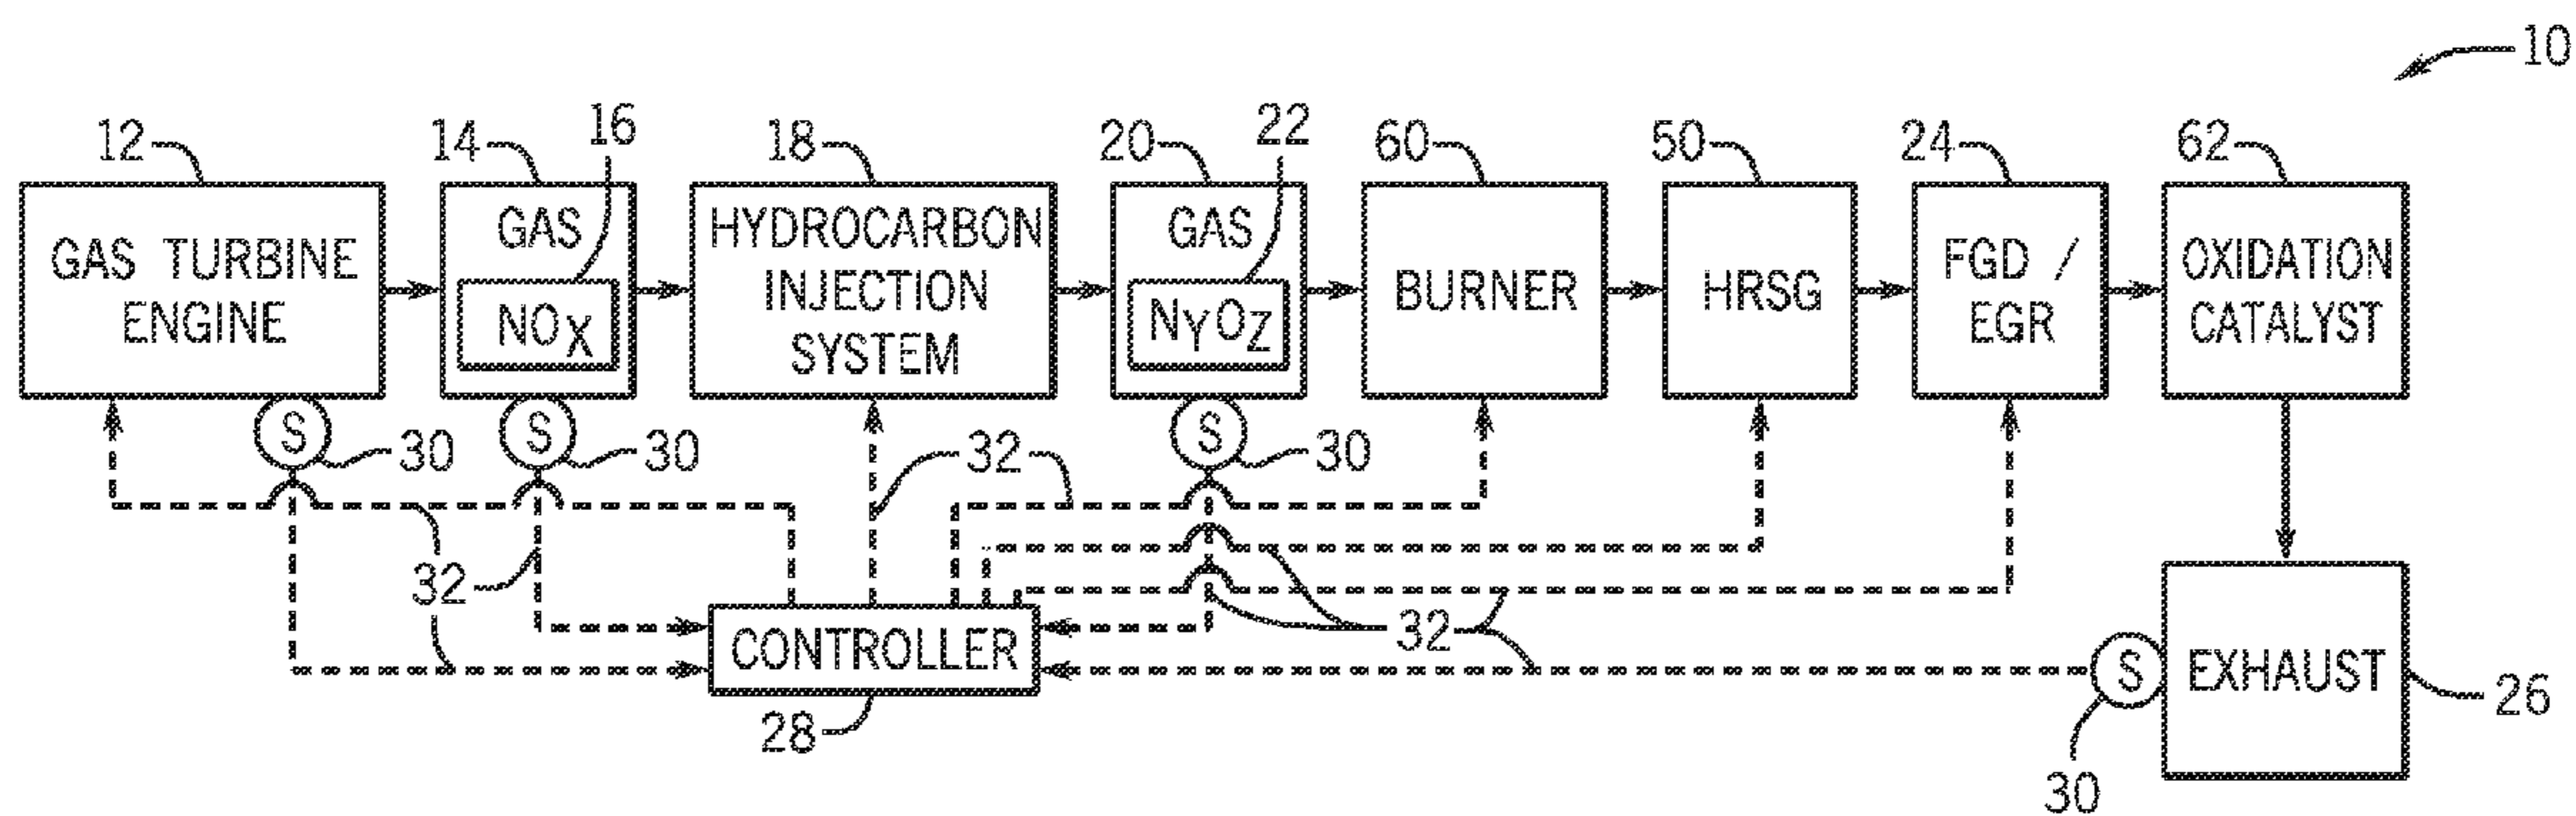 10
12
14
16
18
20
22
60
50
24
62
GAS TURBINE
ENGINE
GAS
NOX
HYDROCARBON
INJECTION
SYSTEM
GAS
NYOZ
BURNER
HRSG
FGD /
EGR
OXIDATION
CATALYST
S
30
S
30
32
S
30
32
32
CONTROLLER
28
S
30
EXHAUST
26